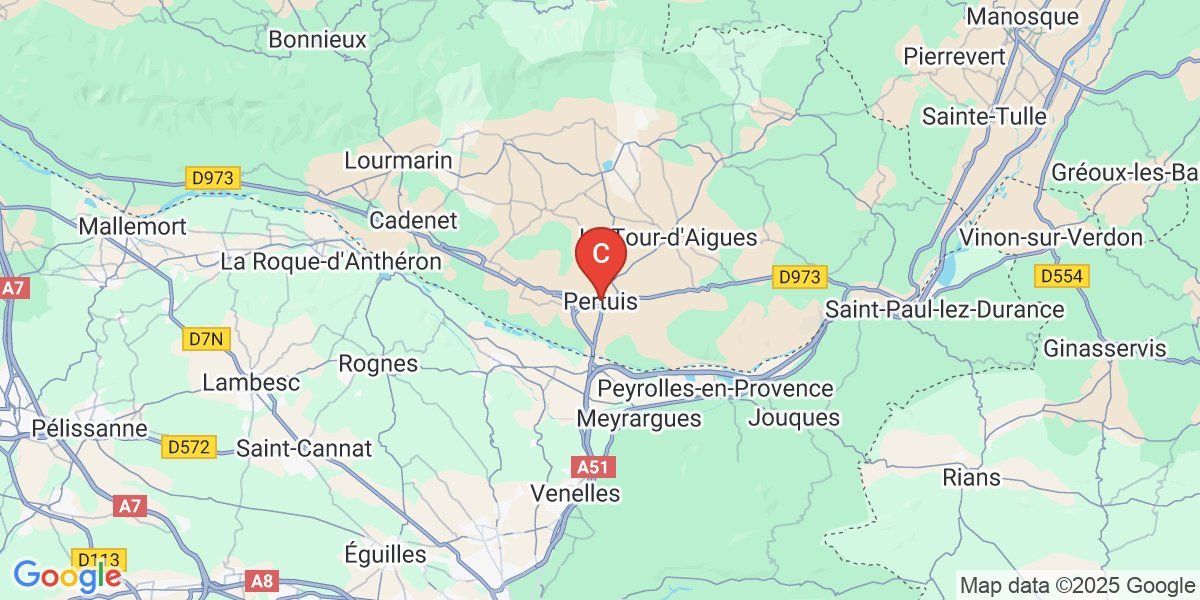 Manosque
Bonnieux
Pierrevert
Sainte-Tulle
Lourmarin
Gréoux-les-Ba
D973
Cadenet
Mallemort
Tour-d'Aigues
Vinon-sur-Verdon
C
La Roque-d'Anthéron
D973
D554
A7
Pertuis
Saint-Paul-lez-Durance
D7N
Ginasservis
Rognes
Lambesc
Peyrolles-en-Provence
Meyrargues
Jouques
Pélissanne
D572
Saint-Cannat
A51
Rians
Venelles
A7
Éguilles
D113
A8
Google
Map data ©2025 Google